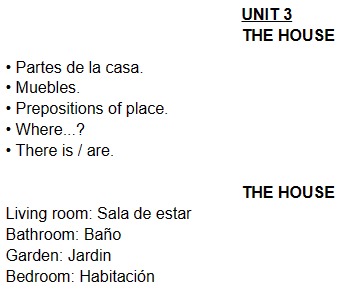 UNIT 3
THE HOUSE
• Partes de la casa.
• Muebles.
• Prepositions of place.
• Where...?
• There is / are.
THE HOUSE
Living room: Sala de estar
Bathroom: Baño
Garden: Jardin
Bedroom: Habitación